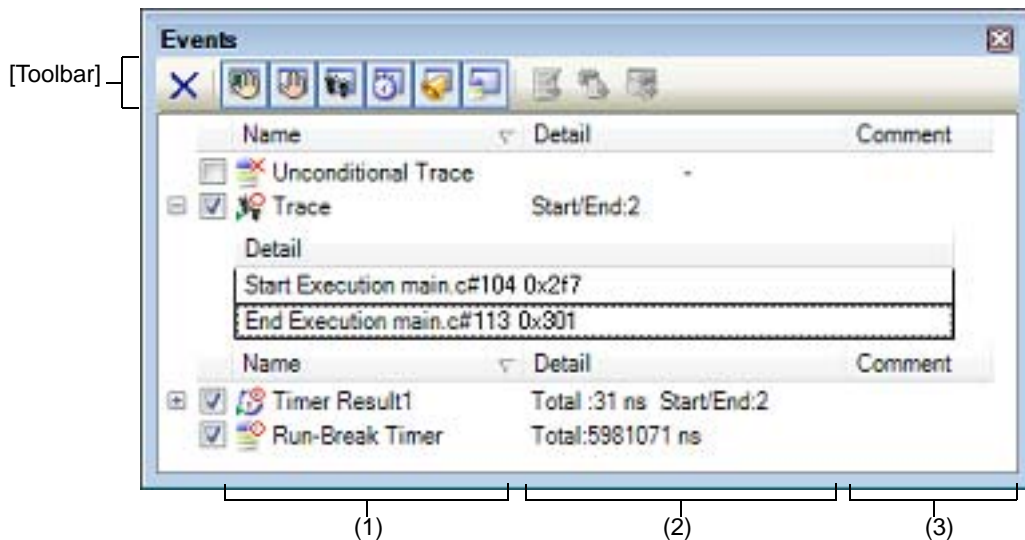 Events
[Toolbar]
Name Detail Comment
Unconditional Trace -
Trace Start/End:2
Detail
Start Execution main.c#104 0x2f7
End Execution main.c#113 0x301
Name Detail Comment
Timer Result1 Total :31 ns Start/End:2
Run-Break Timer Total:5981071 ns
(1) (2) (3)